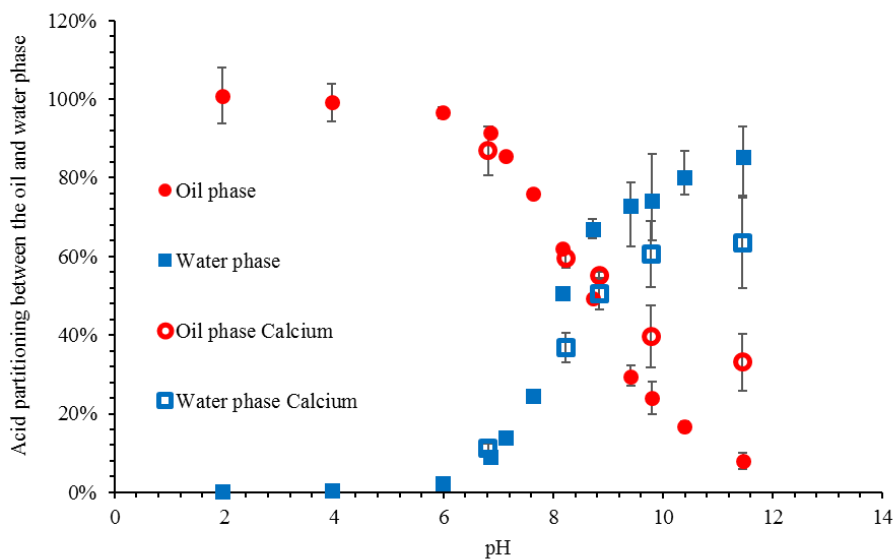 120%
100%
80%
60%
40%
20%
0%
Acid partitioning between the oil and water phase
Oil phase
Water phase
Oil phase Calcium
Water phase Calcium
0 2 4 6 8 10 12 14
pH